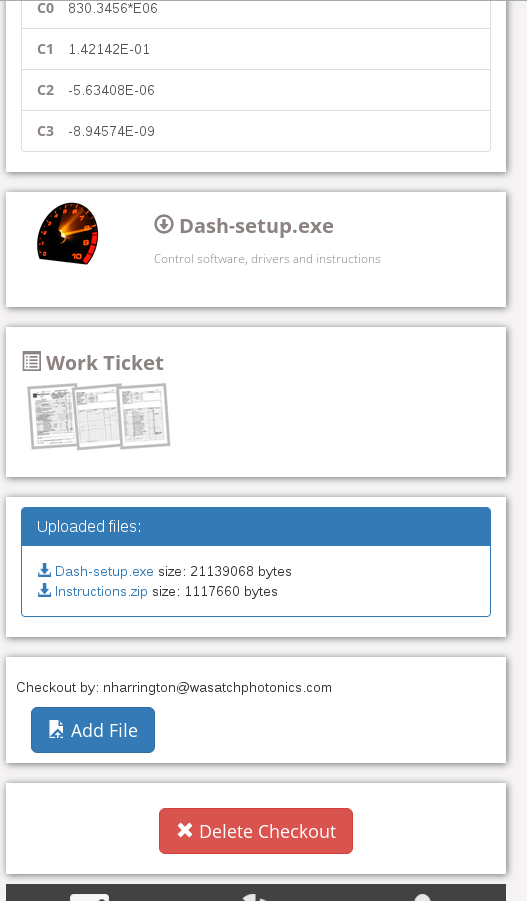 C0 830.3456*E06
C1 1.42142E-01
C2 -5.63408E-06
C3 -8.94574E-09
Dash-setup.exe
Control software, drivers and instructions
Work Ticket
Uploaded files:
Dash-setup.exe size: 21139068 bytes
Instructions.zip size: 1117660 bytes
Checkout by: nharrington@wasatchphotonics.com
Add File
Delete Checkout